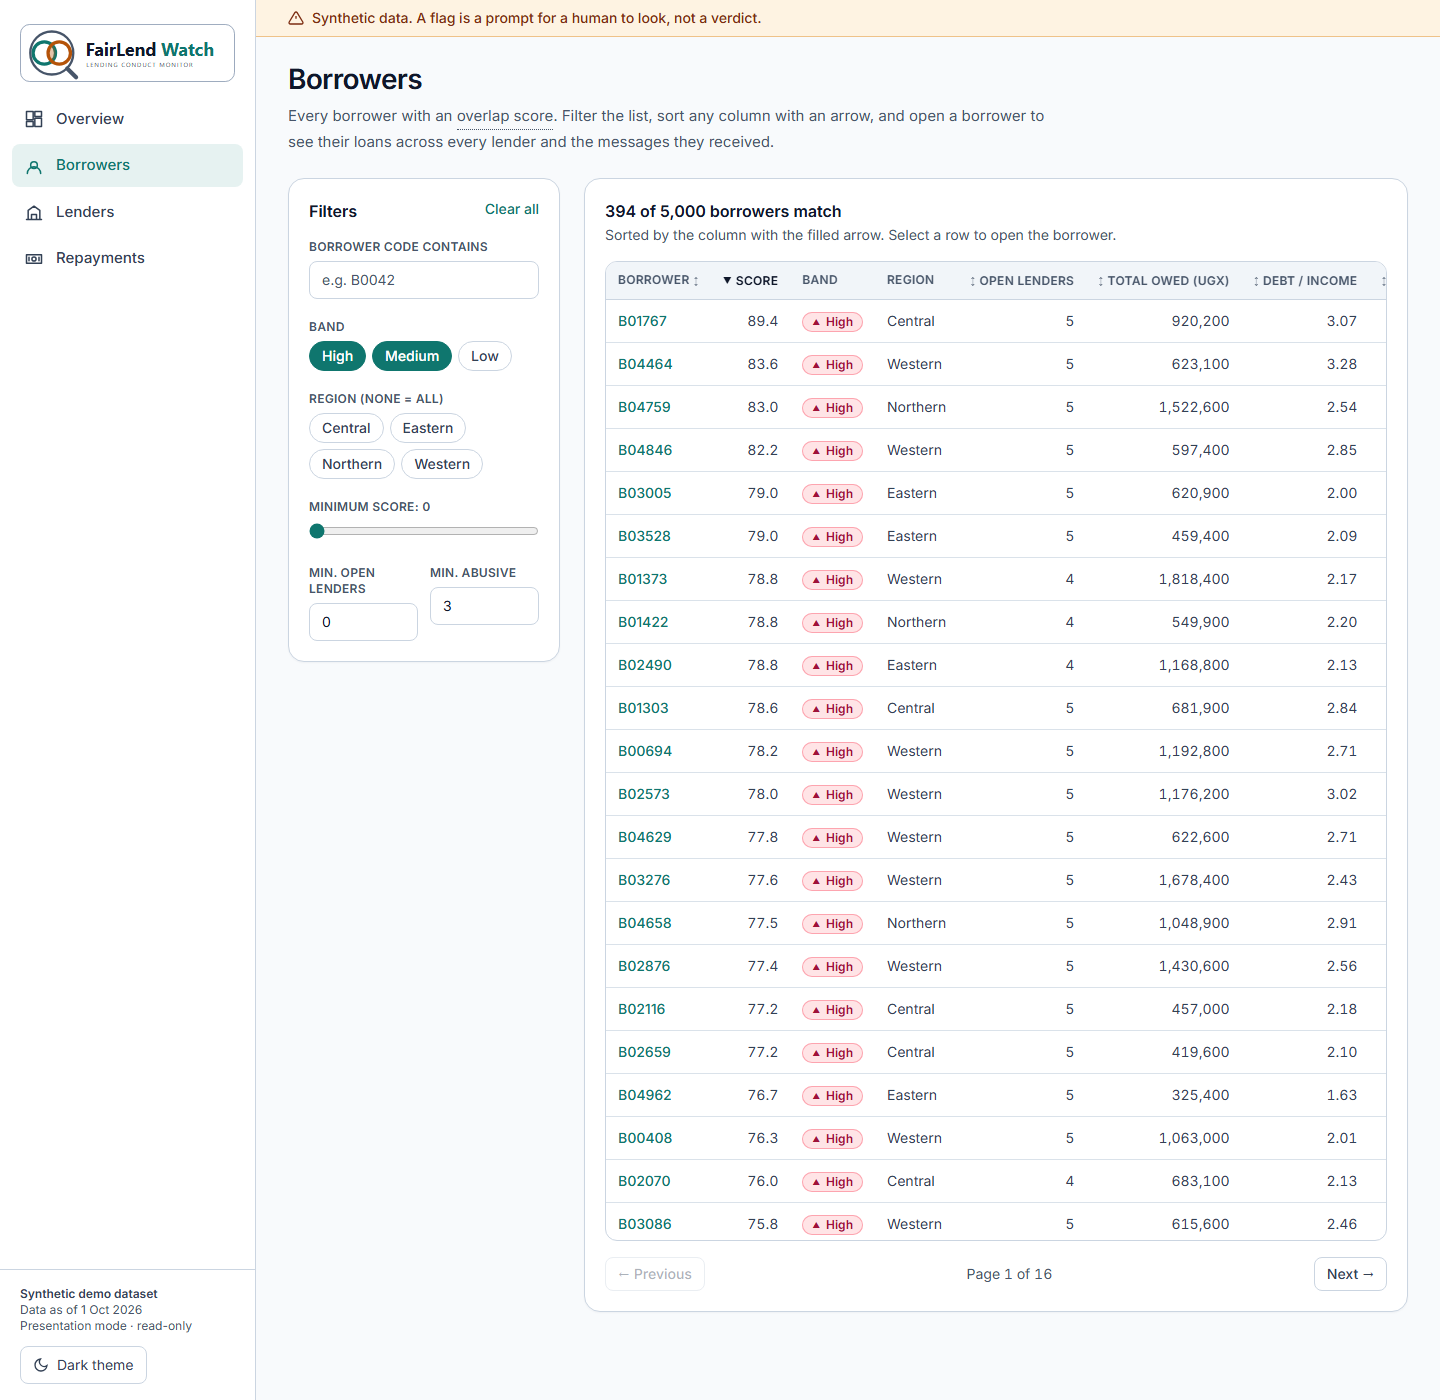 FairLend Watch
LENDING CONDUCT MONITOR
Overview
Borrowers
Lenders
Repayments
Synthetic demo dataset
Data as of 1 Oct 2026
Presentation mode · read-only
Dark theme
Synthetic data. A flag is a prompt for a human to look, not a verdict.
Borrowers
Every borrower with an overlap score. Filter the list, sort any column with an arrow, and open a borrower to
see their loans across every lender and the messages they received.
Filters Clear all
BORROWER CODE CONTAINS
e.g. B0042
BAND
High Medium Low
REGION (NONE = ALL)
Central Eastern
Northern Western
MINIMUM SCORE: 0
MIN. OPEN LENDERS MIN. ABUSIVE
0 3
394 of 5,000 borrowers match
Sorted by the column with the filled arrow. Select a row to open the borrower.
BORROWER ↕ ▼ SCORE BAND REGION ↕ OPEN LENDERS ↕ TOTAL OWED (UGX) ↕ DEBT / INCOME ↕
B01767 89.4 ▲ High Central 5 920,200 3.07
B04464 83.6 ▲ High Western 5 623,100 3.28
B04759 83.0 ▲ High Northern 5 1,522,600 2.54
B04846 82.2 ▲ High Western 5 597,400 2.85
B03005 79.0 ▲ High Eastern 5 620,900 2.00
B03528 79.0 ▲ High Eastern 5 459,400 2.09
B01373 78.8 ▲ High Western 4 1,818,400 2.17
B01422 78.8 ▲ High Northern 4 549,900 2.20
B02490 78.8 ▲ High Eastern 4 1,168,800 2.13
B01303 78.6 ▲ High Central 5 681,900 2.84
B00694 78.2 ▲ High Western 5 1,192,800 2.71
B02573 78.0 ▲ High Western 5 1,176,200 3.02
B04629 77.8 ▲ High Western 5 622,600 2.71
B03276 77.6 ▲ High Western 5 1,678,400 2.43
B04658 77.5 ▲ High Northern 5 1,048,900 2.91
B02876 77.4 ▲ High Western 5 1,430,600 2.56
B02116 77.2 ▲ High Central 5 457,000 2.18
B02659 77.2 ▲ High Central 5 419,600 2.10
B04962 76.7 ▲ High Eastern 5 325,400 1.63
B00408 76.3 ▲ High Western 5 1,063,000 2.01
B02070 76.0 ▲ High Central 4 683,100 2.13
B03086 75.8 ▲ High Western 5 615,600 2.46
← Previous Page 1 of 16 Next →